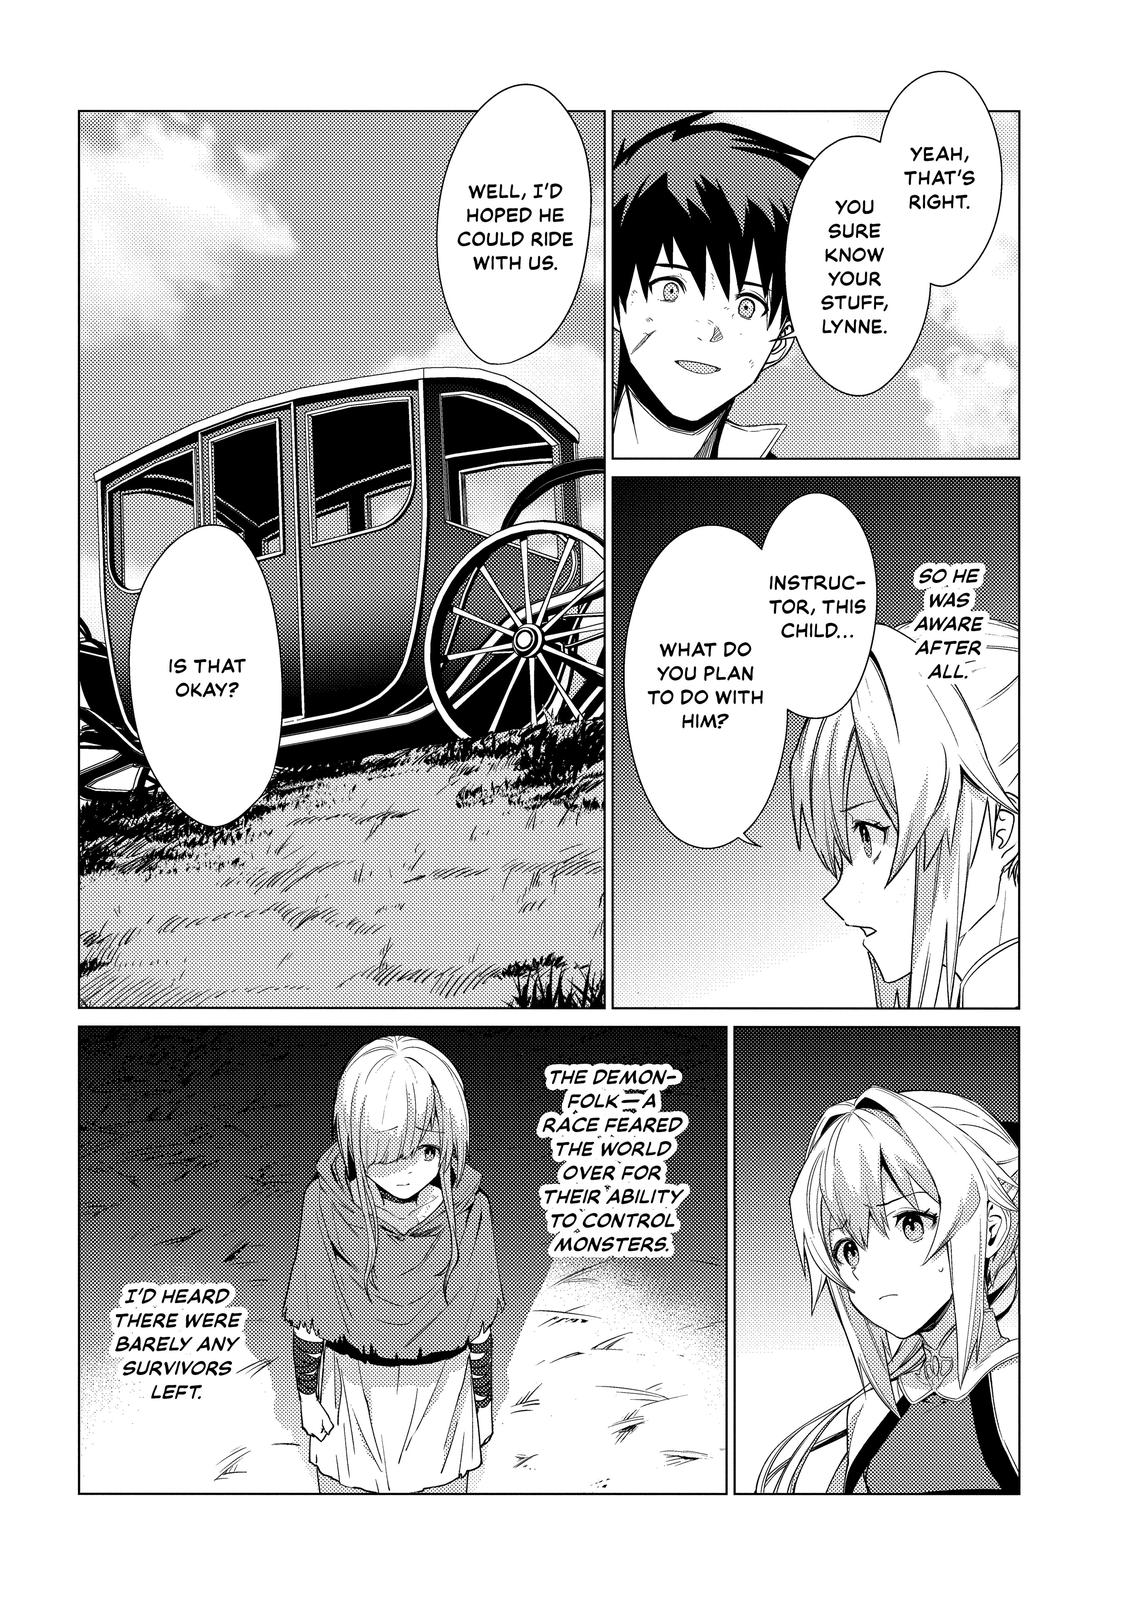 YEAH,
THAT'S
RIGHT.
YOU
SURE
KNOW
YOUR
STUFF,
LYNNE.
SO HE
WAS
AWARE
AFTER
ALL.
INSTRUC-
TOR, THIS
CHILD...
WHAT DO
YOU PLAN
TO DO WITH
HIM?
WELL, I'D
HOPED HE
COULD RIDE
WITH US.
IS THAT
OKAY?
THE DEMON-
FOLK—A
RACE FEARED
THE WORLD
OVER FOR
THEIR ABILITY
TO CONTROL
MONSTERS.
I'D HEARD
THERE WERE
BARELY ANY
SURVIVORS
LEFT.